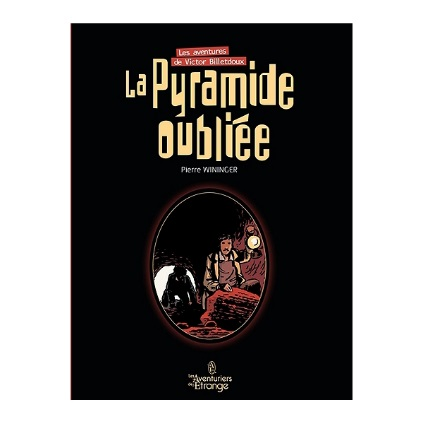 Les aventures
de Victor Billetdoux
La Pyramide
oubliée
Pierre WININGER
Les
Aventuriers
de
l'Etrange